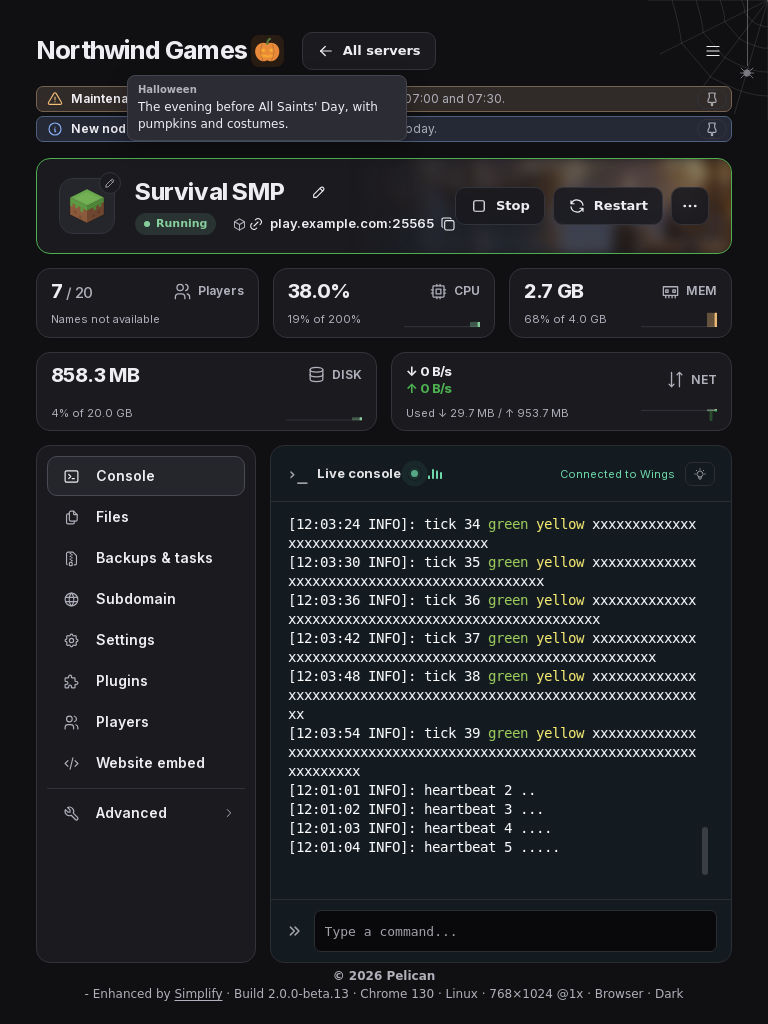 Northwind Games
All servers
Halloween
The evening before All Saints' Day, with
pumpkins and costumes.
07:00 and 07:30.
New nod
oday.
Survival SMP
Running
play.example.com:25565
Stop
Restart
7 / 20
Players
Names not available
38.0%
CPU
19% of 200%
2.7 GB
MEM
68% of 4.0 GB
858.3 MB
DISK
4% of 20.0 GB
↓ 0 B/s
↑ 0 B/s
NET
Used ↓ 29.7 MB / ↑ 953.7 MB
Console
Files
Backups & tasks
Subdomain
Settings
Plugins
Players
Website embed
Advanced
Live console
Connected to Wings
[12:03:24 INFO]: tick 34 green yellow xxxxxxxxxxxxx
xxxxxxxxxxxxxxxxxxxxxxxxx
[12:03:30 INFO]: tick 35 green yellow xxxxxxxxxxxxx
xxxxxxxxxxxxxxxxxxxxxxxxxxxxxxxx
[12:03:36 INFO]: tick 36 green yellow xxxxxxxxxxxxx
xxxxxxxxxxxxxxxxxxxxxxxxxxxxxxxxxxxxxxx
[12:03:42 INFO]: tick 37 green yellow xxxxxxxxxxxxx
xxxxxxxxxxxxxxxxxxxxxxxxxxxxxxxxxxxxxxxxxxxxxx
[12:03:48 INFO]: tick 38 green yellow xxxxxxxxxxxxx
xxxxxxxxxxxxxxxxxxxxxxxxxxxxxxxxxxxxxxxxxxxxxxxxxxx
xx
[12:03:54 INFO]: tick 39 green yellow xxxxxxxxxxxxx
xxxxxxxxxxxxxxxxxxxxxxxxxxxxxxxxxxxxxxxxxxxxxxxxxxx
xxxxxxxxx
[12:01:01 INFO]: heartbeat 2 ..
[12:01:02 INFO]: heartbeat 3 ...
[12:01:03 INFO]: heartbeat 4 ....
[12:01:04 INFO]: heartbeat 5 .....
Type a command...
© 2026 Pelican
- Enhanced by Simplify · Build 2.0.0-beta.13 · Chrome 130 · Linux · 768×1024 @1x · Browser · Dark